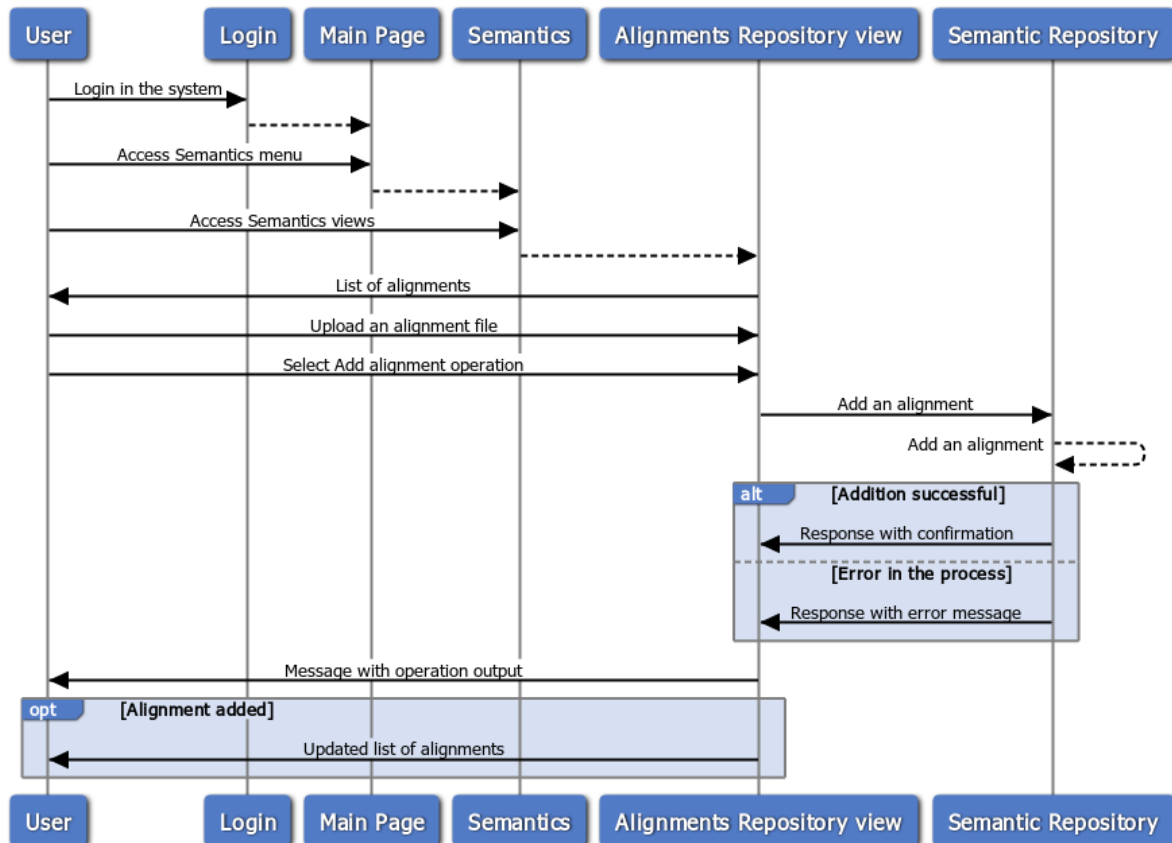 User Login Main Page Semantics Alignments Repository view Semantic Repository
Login in the system
Access Semantics menu
Access Semantics views
List of alignments
Upload an alignment file
Select Add alignment operation
Add an alignment
Add an alignment
alt [Addition successful]
Response with confirmation
[Error in the process]
Response with error message
Message with operation output
opt [Alignment added]
Updated list of alignments
User Login Main Page Semantics Alignments Repository view Semantic Repository